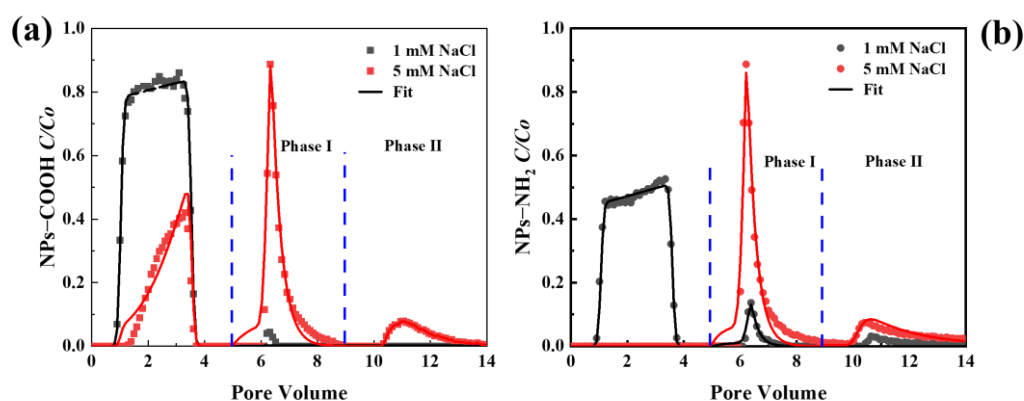 (a)
NPs–COOH C/Co
1.0
0.8
0.6
0.4
0.2
0.0
1 mM NaCl
5 mM NaCl
Fit
Phase I
Phase II
0 2 4 6 8 10 12 14
Pore Volume
(b)
NPs–NH₂ C/Co
1.0
0.8
0.6
0.4
0.2
0.0
1 mM NaCl
5 mM NaCl
Fit
Phase I
Phase II
0 2 4 6 8 10 12 14
Pore Volume